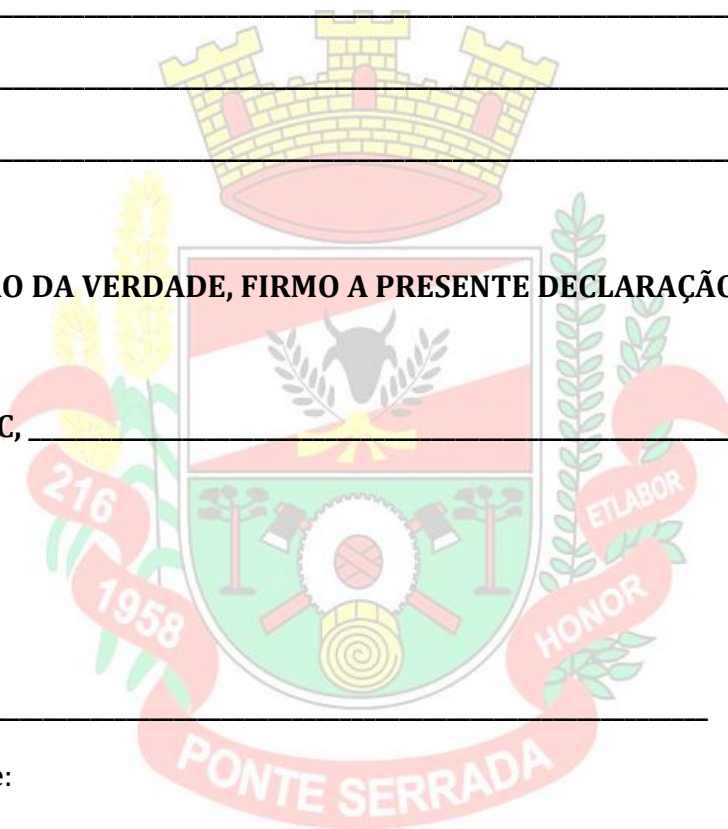 O DA VERDADE, FIRMO A PRESENTE DECLARAÇÃO
C,
216
1958
ETLABOR
HONOR
PONTE SERRADA
e: